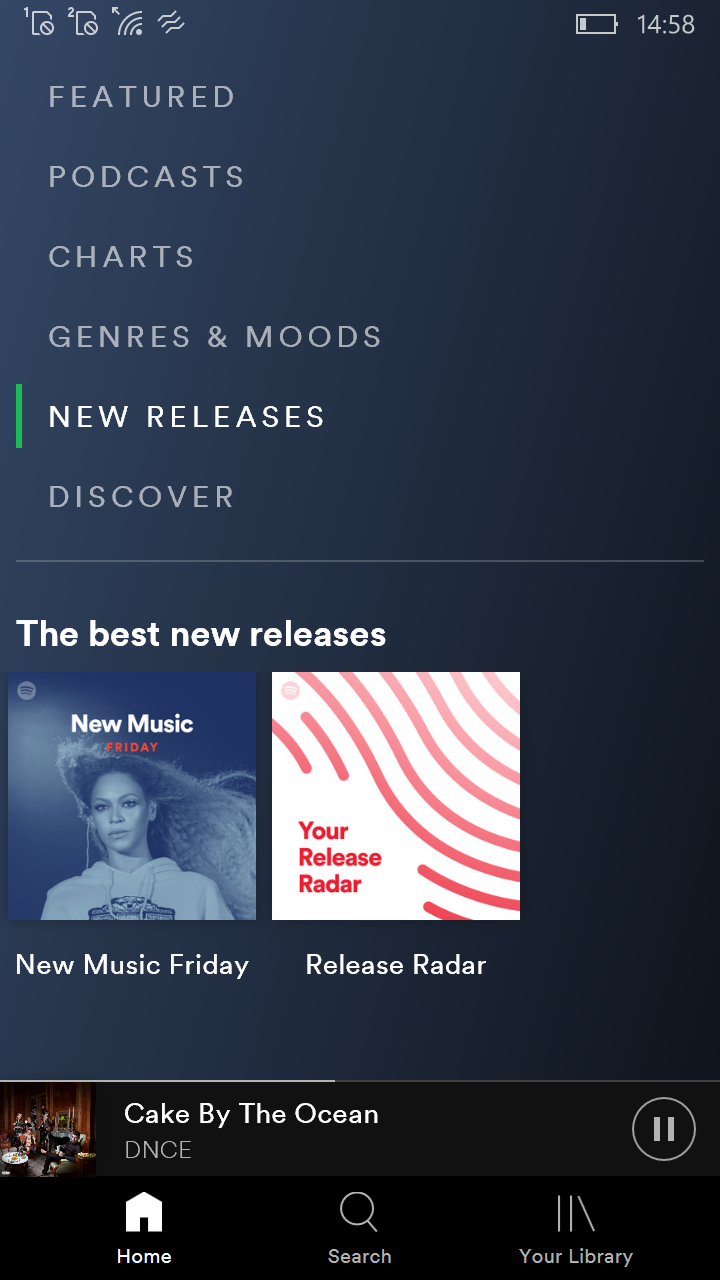 1 2 14:58
FEATURED
PODCASTS
CHARTS
GENRES & MOODS
NEW RELEASES
DISCOVER
The best new releases
New Music
FRIDAY
Your
Release
Radar
New Music Friday
Release Radar
Cake By The Ocean
DNCE
Home
Search
Your Library